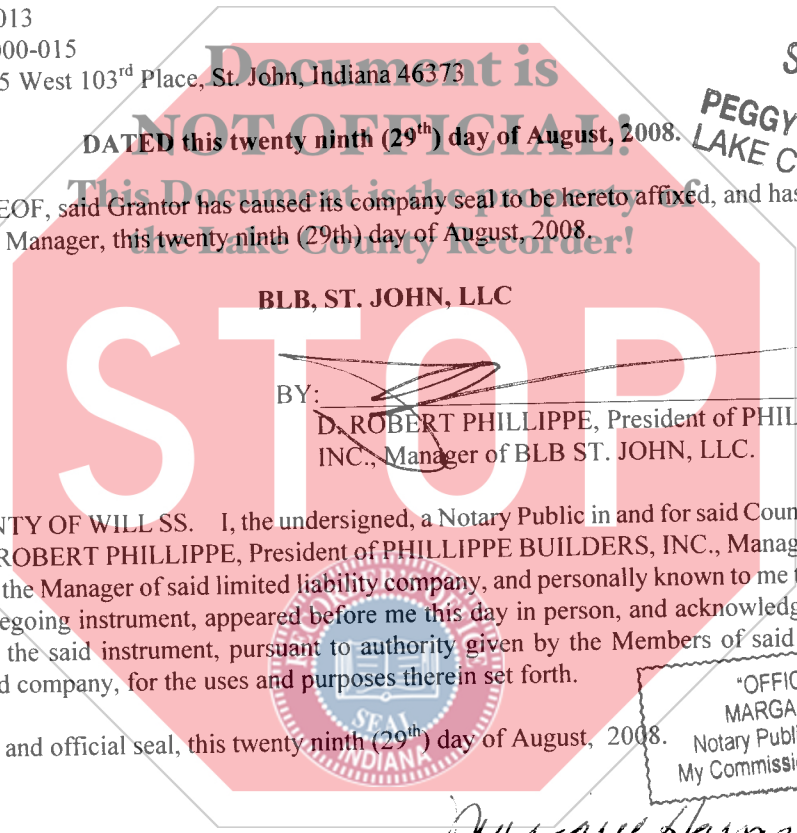 013
000-015
5 West 103rd Place, St. John, Indiana 46373
Document is
NOT OFFICIAL!
This Document is the property of
the Lake County Recorder!
STOP
DATED this twenty ninth (29th) day of August, 2008.
PEGGY
LAKE C
EOF, said Grantor has caused its company seal to be hereto affixed, and has
Manager, this twenty ninth (29th) day of August, 2008.
BLB, ST. JOHN, LLC
BY:
D. ROBERT PHILLIPPE, President of PHIL
INC., Manager of BLB ST. JOHN, LLC.
NTY OF WILL SS. I, the undersigned, a Notary Public in and for said Coun
ROBERT PHILLIPPE, President of PHILLIPPE BUILDERS, INC., Manag
the Manager of said limited liability company, and personally known to me t
egoing instrument, appeared before me this day in person, and acknowledg
the said instrument, pursuant to authority given by the Members of said
d company, for the uses and purposes therein set forth.
SEAL
INDIANA
and official seal, this twenty ninth (29th) day of August, 2008.
"OFFIC
MARGA
Notary Publi
My Commissi